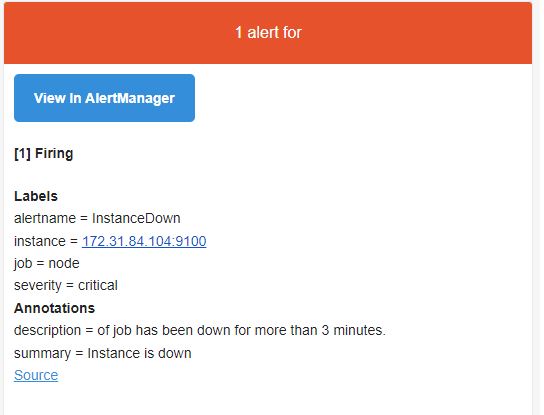 1 alert for
View In AlertManager
[1] Firing
Labels
alertname = InstanceDown
instance = 172.31.84.104:9100
job = node
severity = critical
Annotations
description = of job has been down for more than 3 minutes.
summary = Instance is down
Source